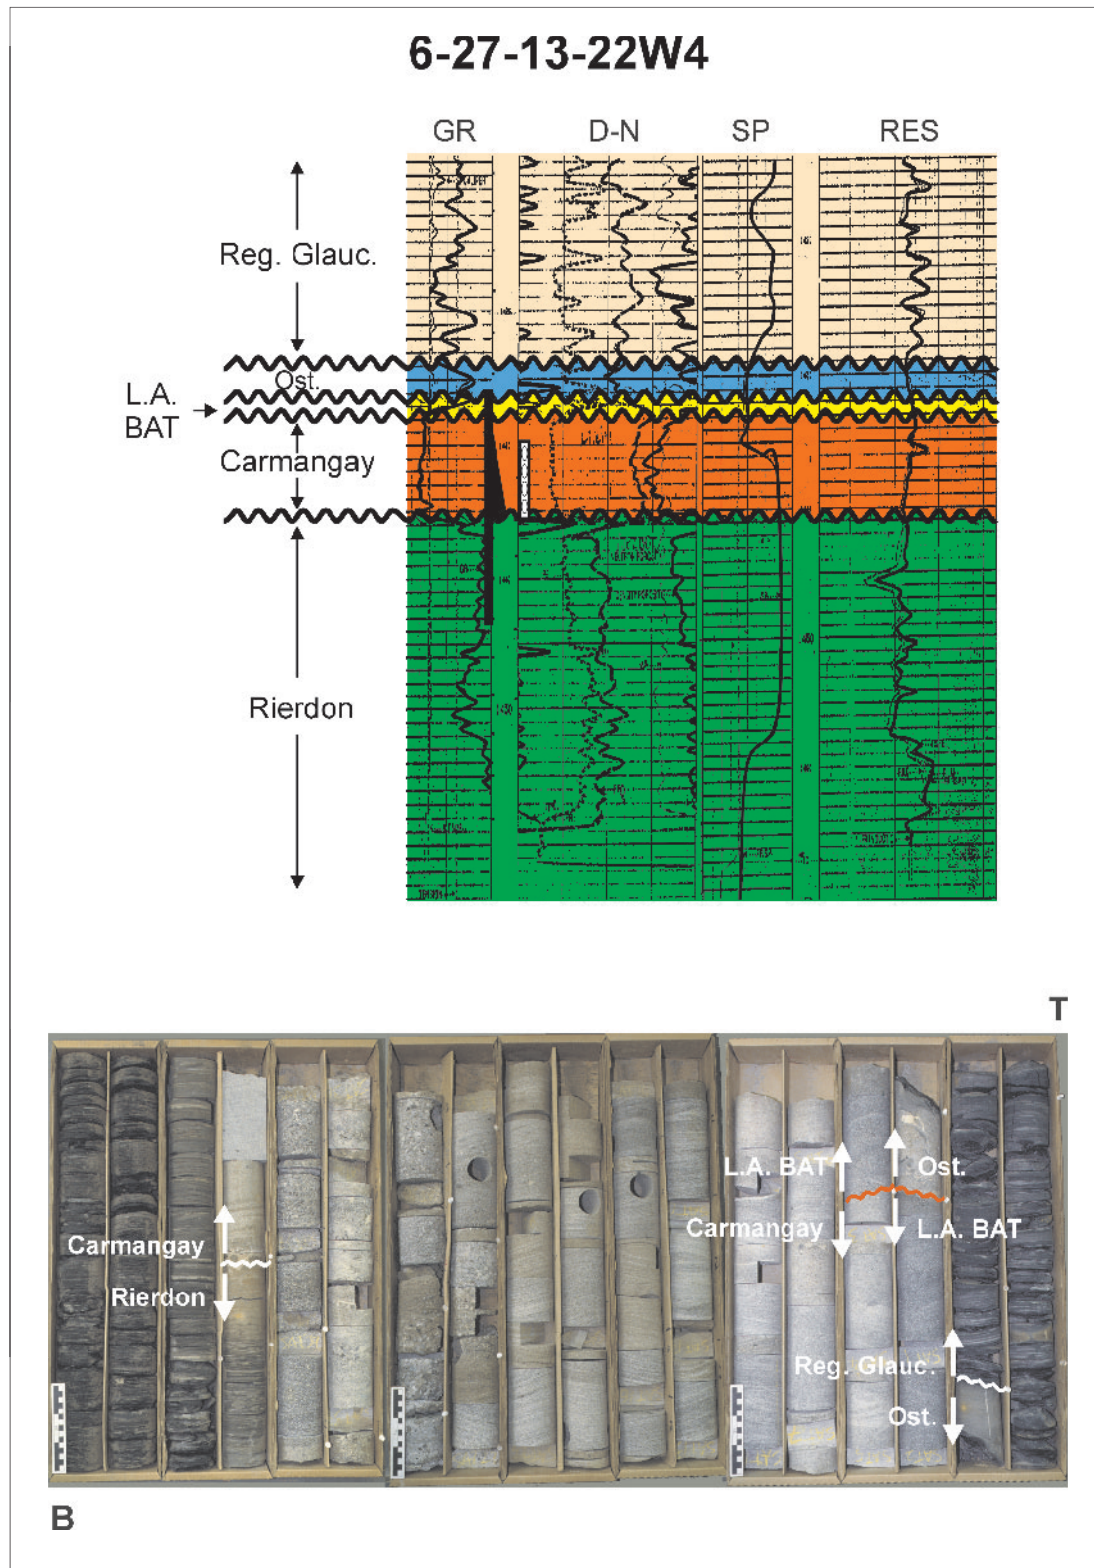 6-27-13-22W4
GR D-N SP RES
Reg. Glauc.
Ost.
L.A.
BAT
Carmangay
Rierdon
T
L.A. BAT
Ost.
Carmangay
L.A. BAT
Carmangay
Rierdon
Reg. Glauc.
Ost.
B